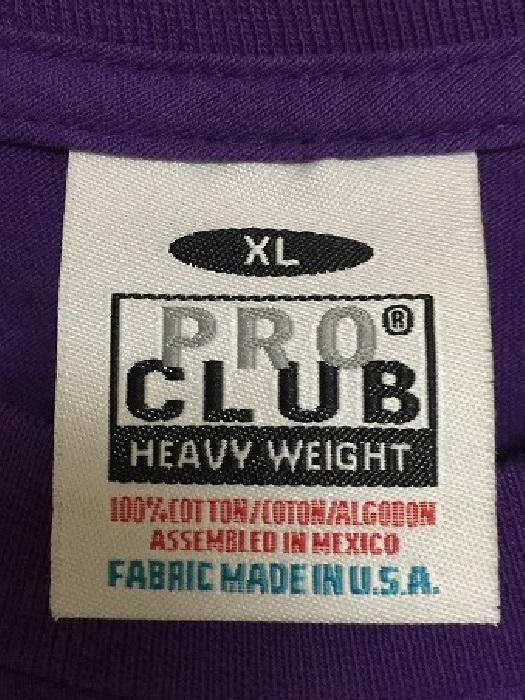 XL
PRO®
CLUB
HEAVY WEIGHT
100% COTTON/COTON/ALGODON
ASSEMBLED IN MEXICO
FABRIC MADE IN U.S.A.